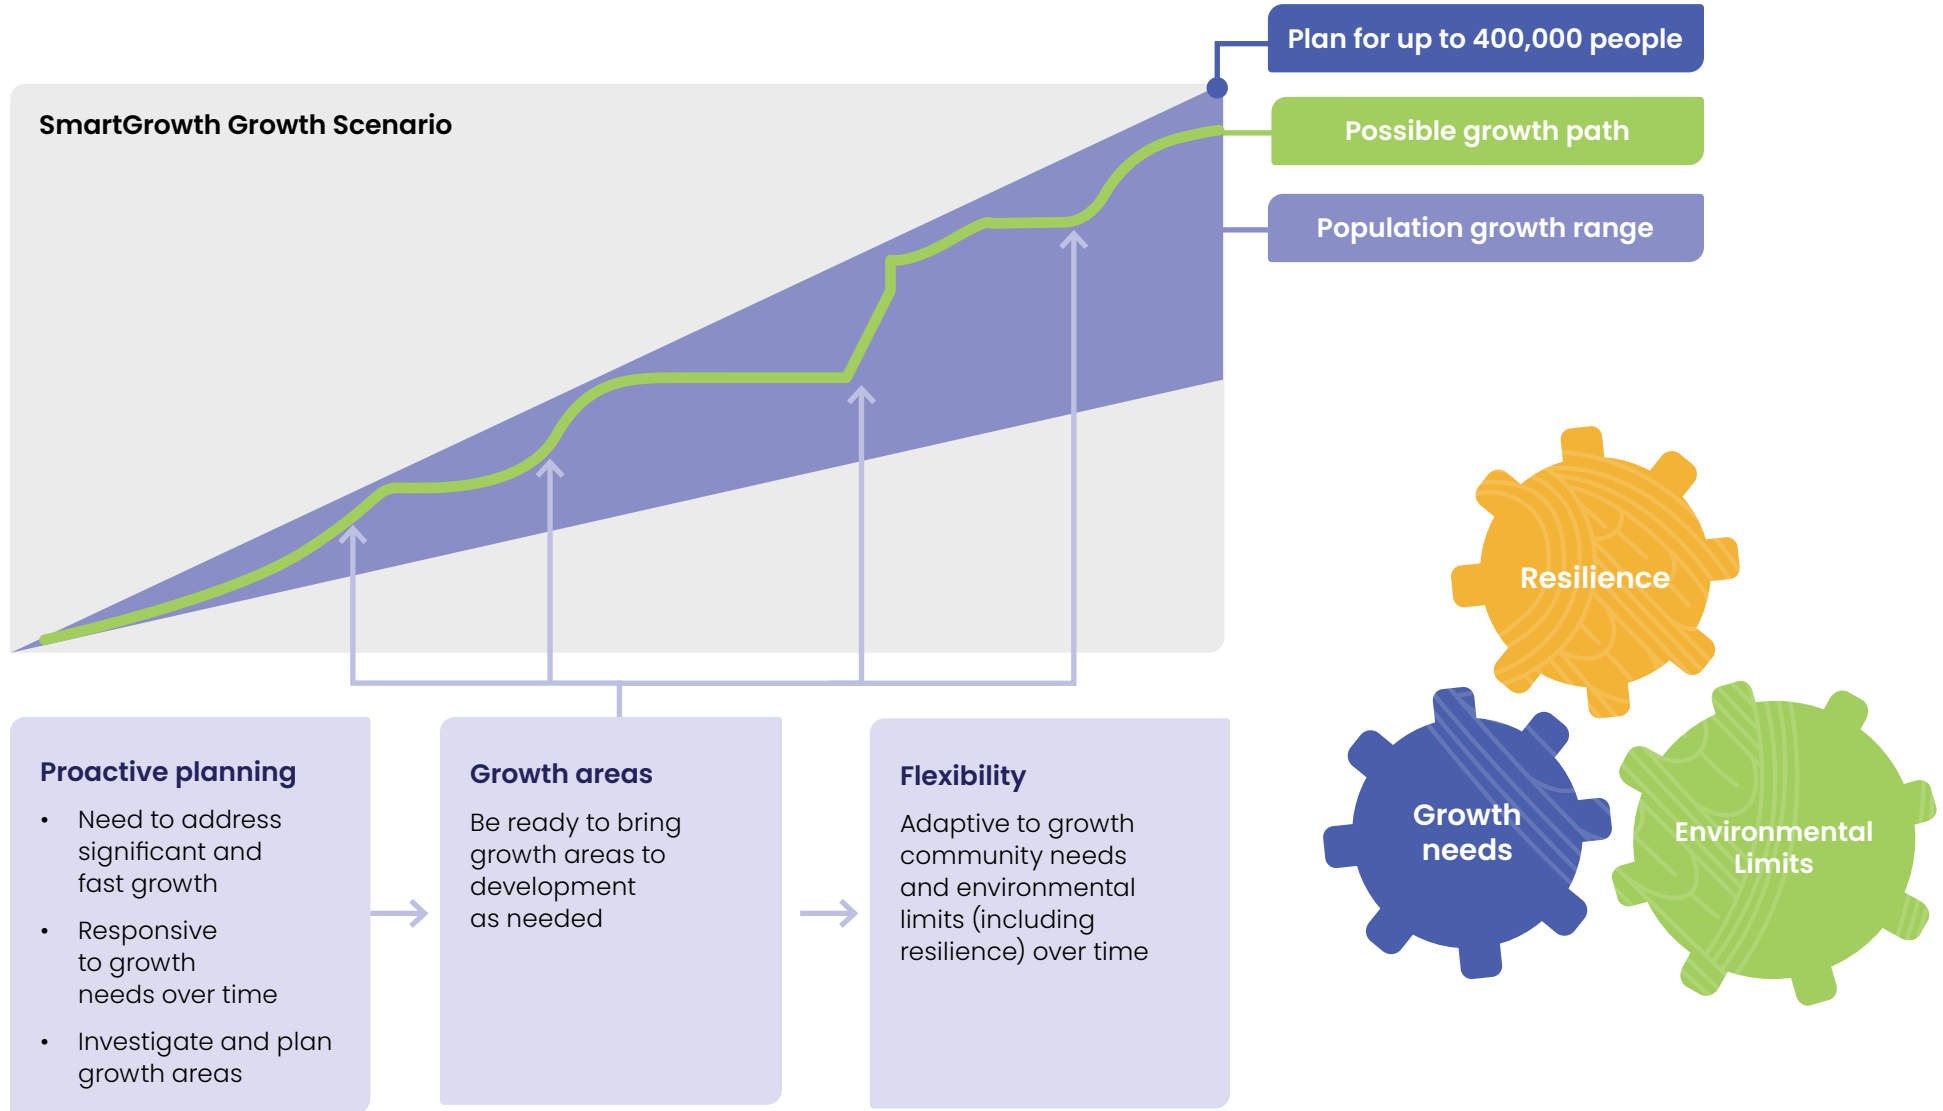 Plan for up to 400,000 people
SmartGrowth Growth Scenario
Possible growth path
Population growth range
Resilience
Growth
needs
Environmental
Limits
Proactive planning
• Need to address
significant and
fast growth
• Responsive
to growth
needs over time
• Investigate and plan
growth areas
Growth areas
Be ready to bring
growth areas to
development
as needed
Flexibility
Adaptive to growth
community needs
and environmental
limits (including
resilience) over time